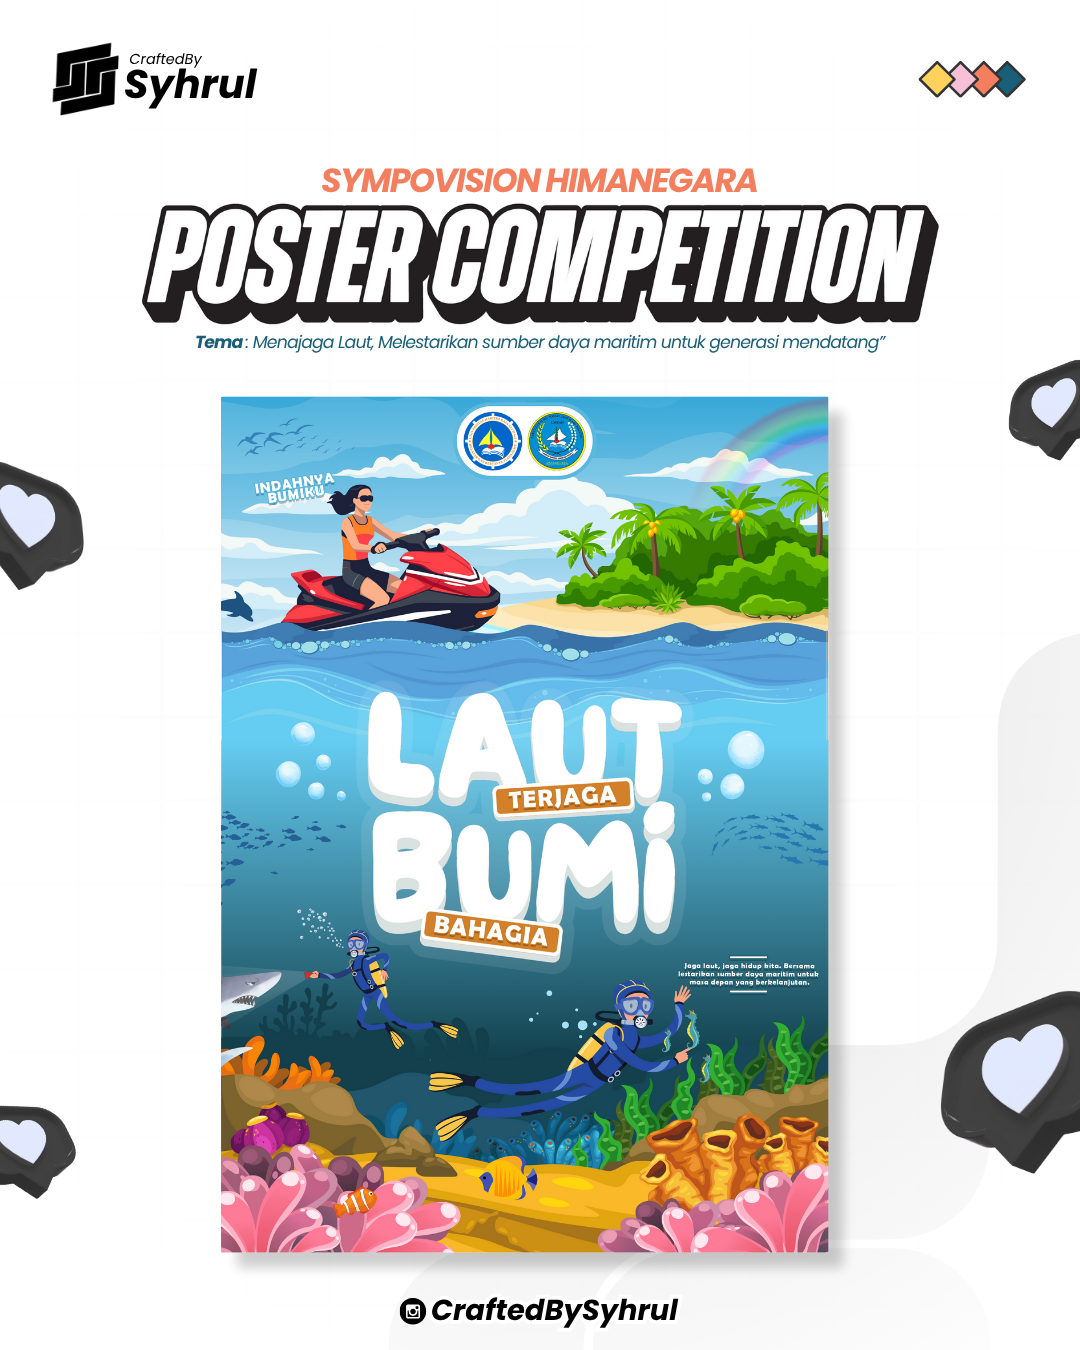 CraftedBy
Syhrul
SYMPOVISION HIMANEGARA
POSTER COMPETITION
Tema : Menajaga Laut, Melestarikan sumber daya maritim untuk generasi mendatang”
INDAHNYA
BUMIKU
LAUT
TERJAGA
BUMi
BAHAGIA
Jaga laut, jaga hidup kita. Bersama
lestarikan sumber daya maritim untuk
masa depan yang berkelanjutan.
CraftedBySyhrul